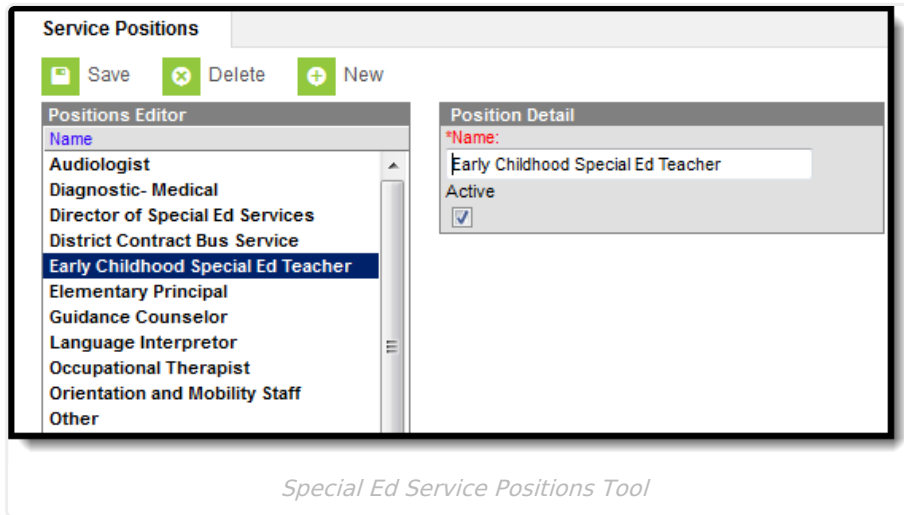 Service Positions
Save Delete New
Positions Editor
Name
Audiologist
Diagnostic- Medical
Director of Special Ed Services
District Contract Bus Service
Early Childhood Special Ed Teacher
Elementary Principal
Guidance Counselor
Language Interpretor
Occupational Therapist
Orientation and Mobility Staff
Other
Position Detail
*Name:
Early Childhood Special Ed Teacher
Active
Special Ed Service Positions Tool